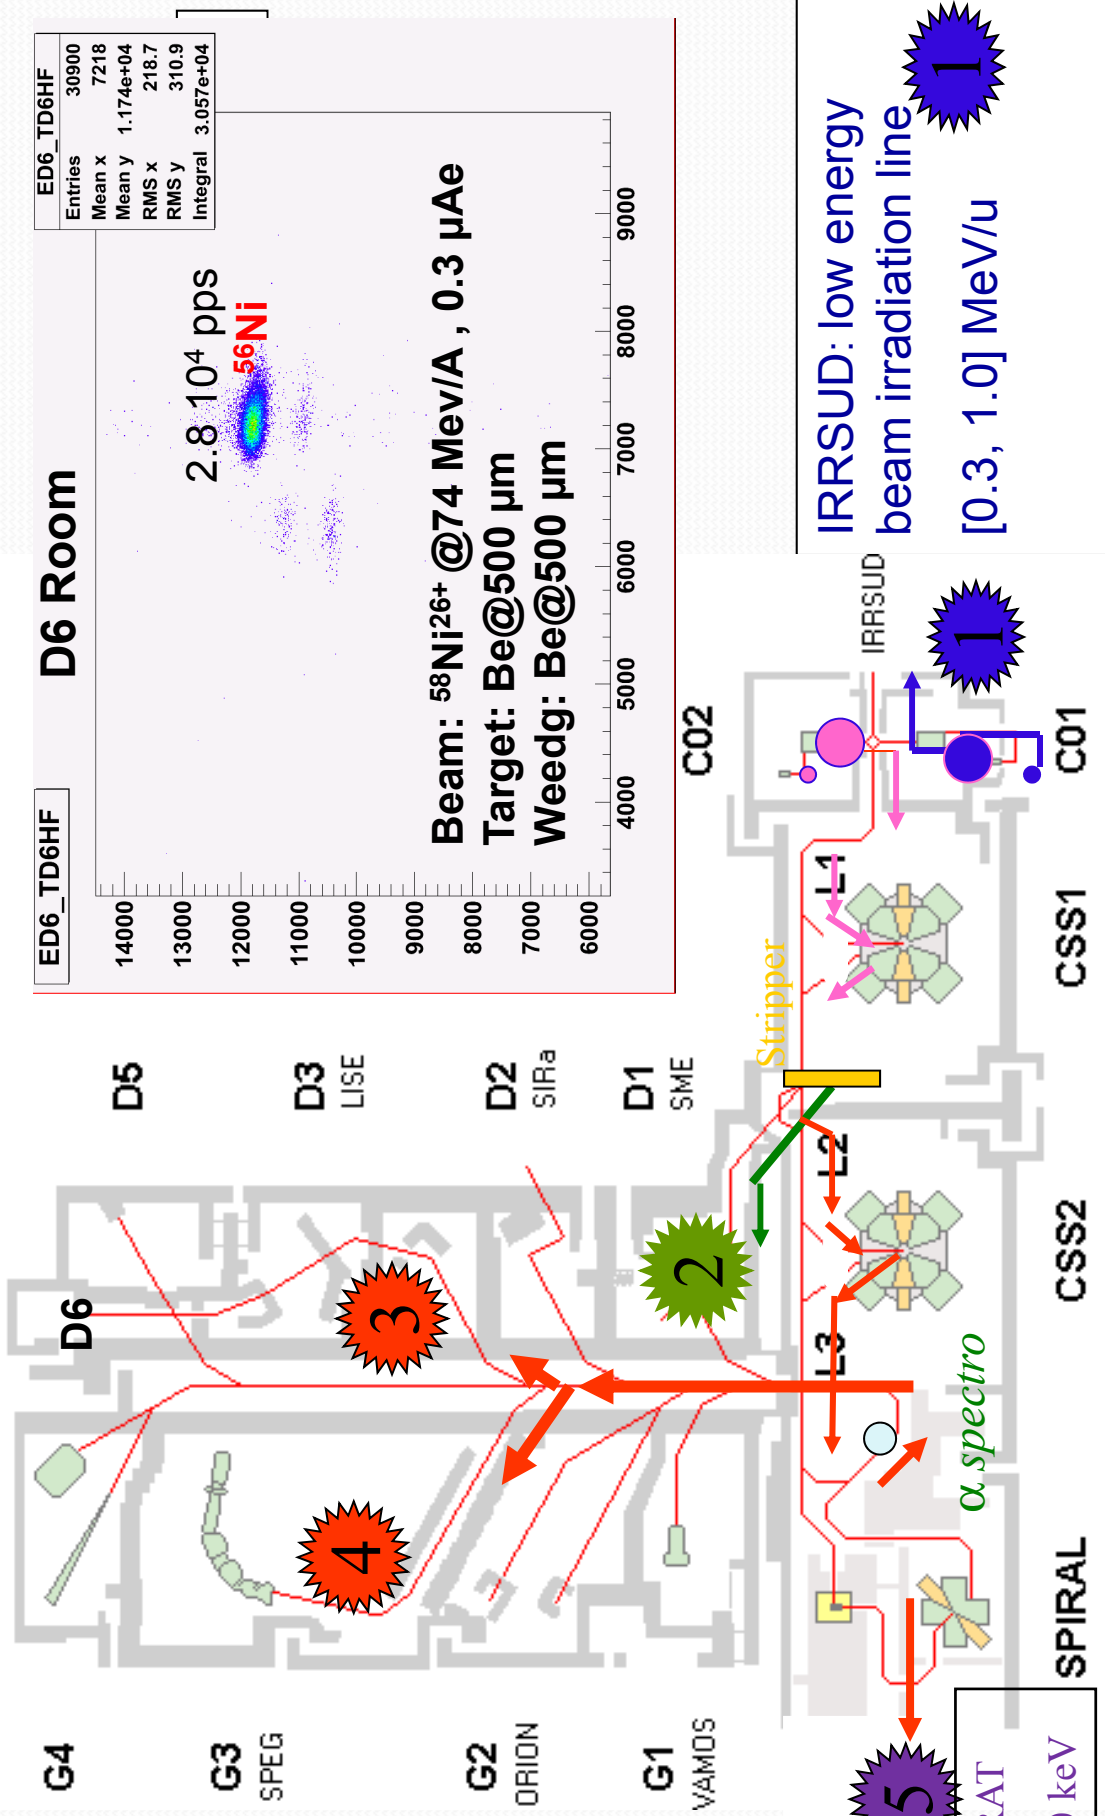 D6 Room
ED6_TD6HF
ED6_TD6HF
Entries 30900
Mean x 7218
Mean y 1.174e+04
RMS x 218.7
RMS y 310.9
Integral 3.057e+04
14000
13000
12000
11000
10000
9000
8000
7000
6000
4000
5000
6000
7000
8000
9000
2.8 10⁴ pps
⁵⁶Ni
Beam: ⁵⁸Ni²⁶⁺ @74 Mev/A , 0.3 µAe
Target: Be@500 µm
Weedg: Be@500 µm
G4
G3
SPEG
G2
ORION
G1
VAMOS
D6
D5
D3
LISE
D2
SIRa
D1
SME
4
3
2
5
1
1
Stripper
L3
L2
L1
α spectro
SPIRAL
CSS2
CSS1
C02
C01
IRRSUD
IRRSUD: low energy
beam irradiation line
[0.3, 1.0] MeV/u
keV